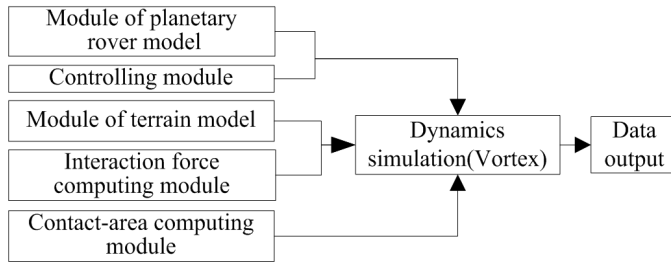 Module of planetary
rover model
Controlling module
Module of terrain model
Interaction force
computing module
Contact-area computing
module
Dynamics
simulation(Vortex)
Data
output